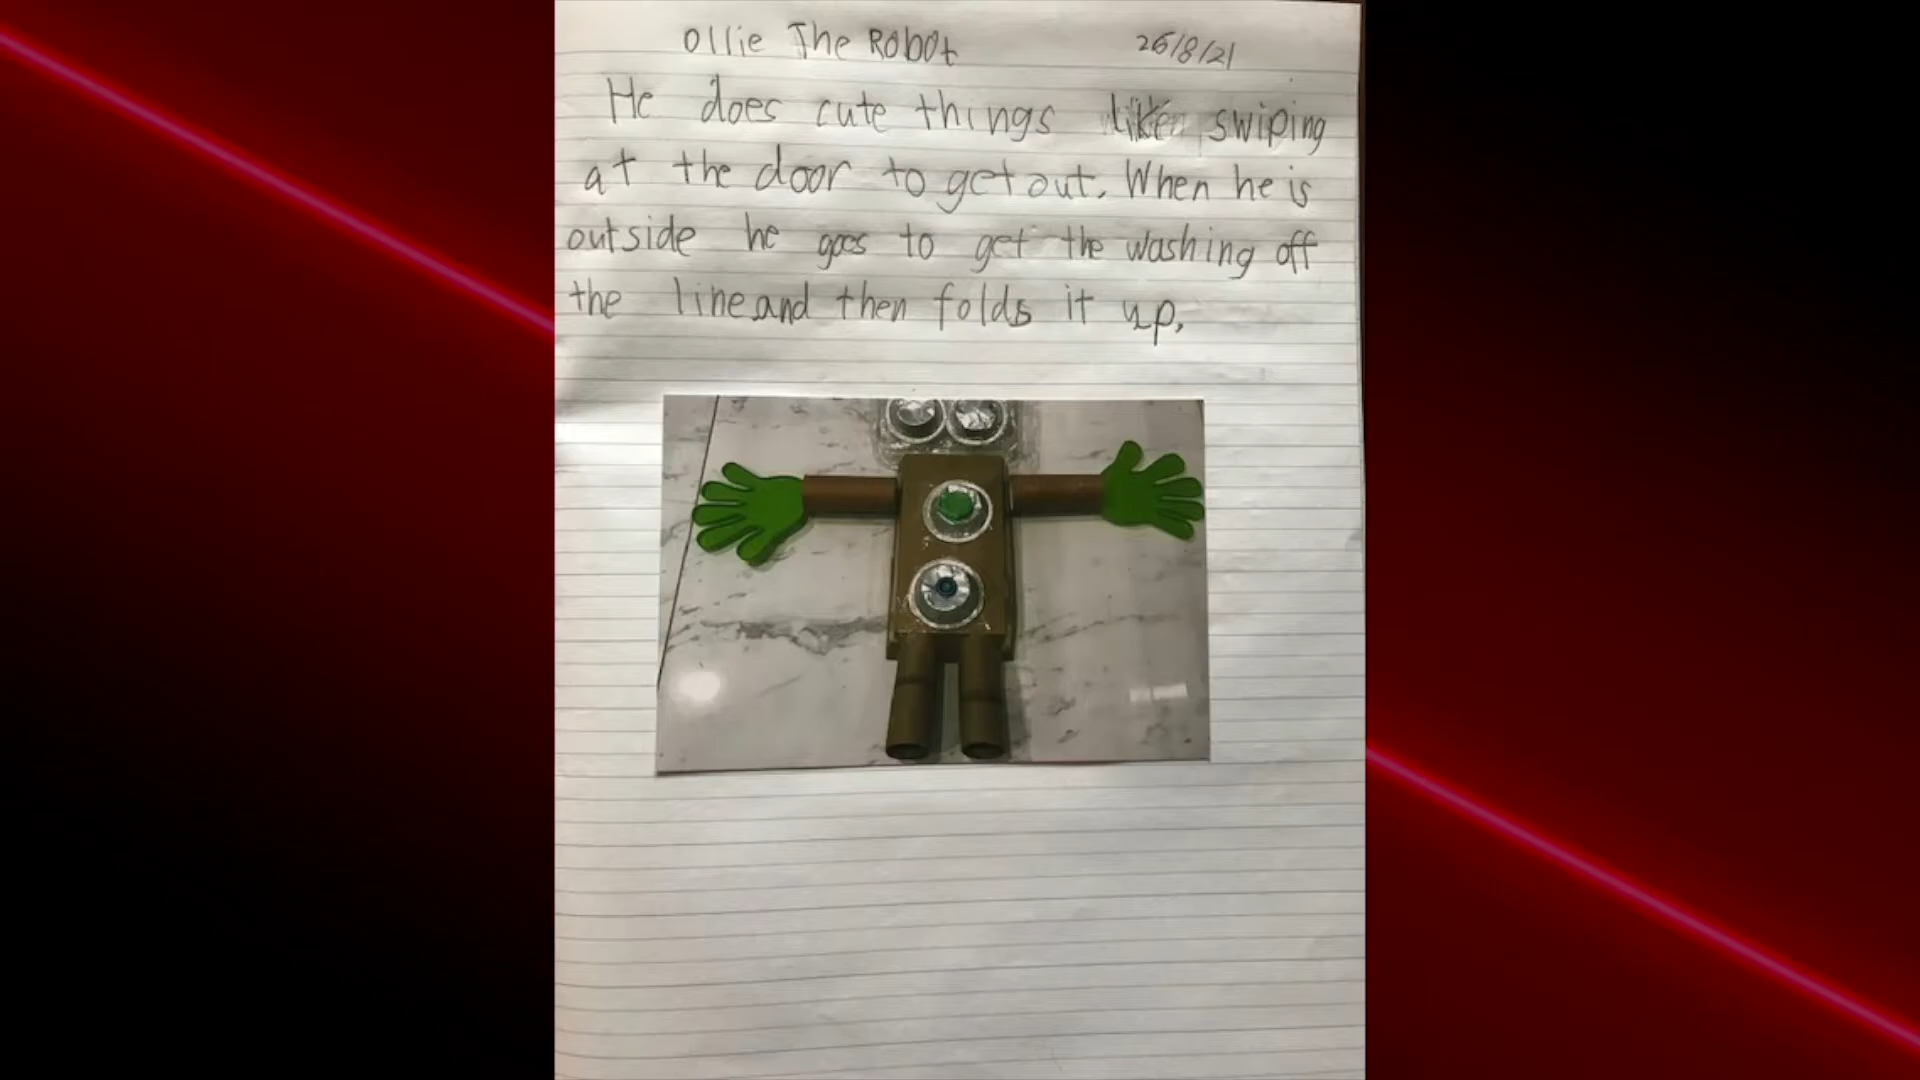 Ollie The Robot 26/8/21
He does cute things like swiping
at the door to get out. When he is
outside he goes to get the washing off
the line and then folds it up.